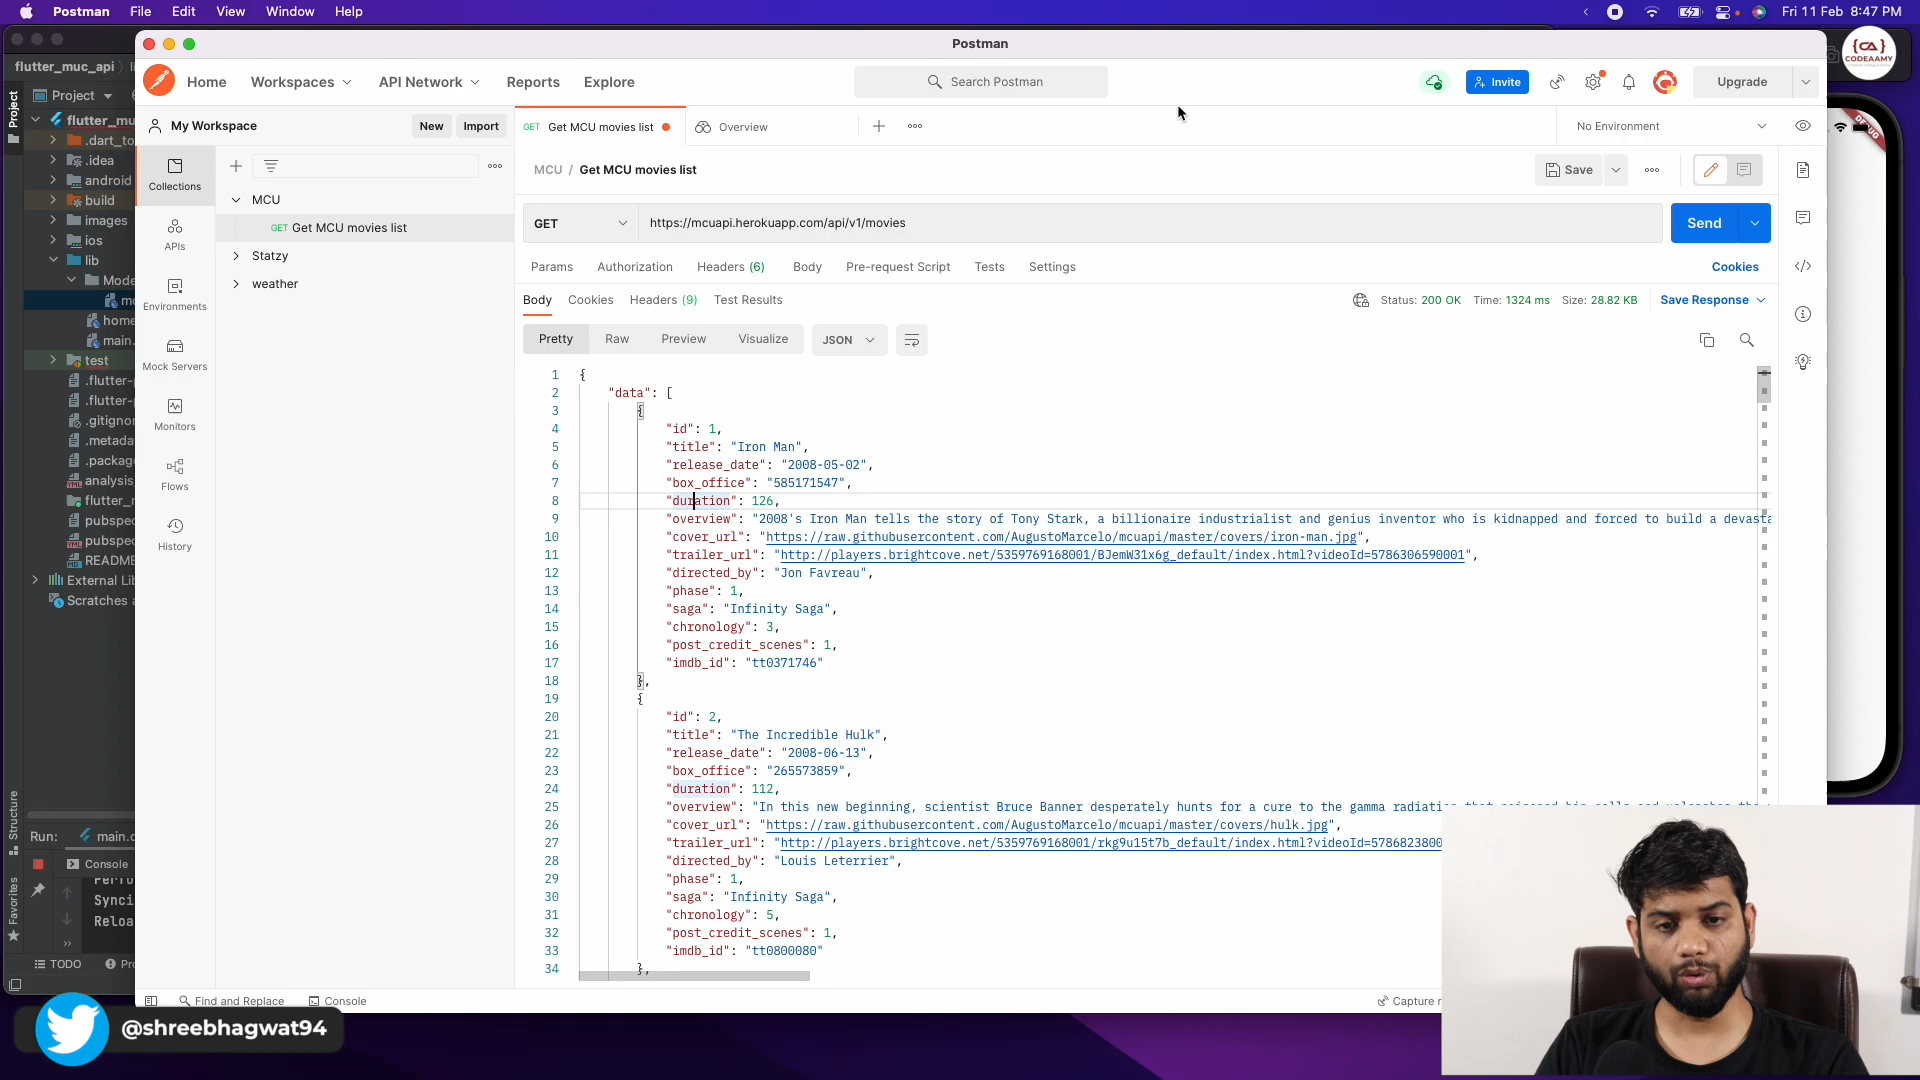 Postman File Edit View Window Help
Fri 11 Feb 8:47 PM
Postman
{CA}
CODEAAMY
flutter_muc_api
Home Workspaces API Network Reports Explore
Search Postman
Invite
Upgrade
Project
Project
My Workspace
New Import
GET Get MCU movies list
Overview
No Environment
DEBUG
flutter_mu
.dart_to
.idea
android
build
images
ios
lib
Mode
mo
home
main.
test
.flutter-
.flutter-
.gitignor
.metada
.packag
analysis
flutter_m
pubspec
pubspec
README
External Lib
Scratches a
Collections
APIs
Environments
Mock Servers
Monitors
Flows
History
MCU
GET Get MCU movies list
Statzy
weather
MCU / Get MCU movies list
Save
GET
https://mcuapi.herokuapp.com/api/v1/movies
Send
Params Authorization Headers (6) Body Pre-request Script Tests Settings
Cookies
Body Cookies Headers (9) Test Results
Status: 200 OK Time: 1324 ms Size: 28.82 KB Save Response
Pretty Raw Preview Visualize JSON
1 {
2 "data": [
3 {
4 "id": 1,
5 "title": "Iron Man",
6 "release_date": "2008-05-02",
7 "box_office": "585171547",
8 "duration": 126,
9 "overview": "2008's Iron Man tells the story of Tony Stark, a billionaire industrialist and genius inventor who is kidnapped and forced to build a devasta
10 "cover_url": "https://raw.githubusercontent.com/AugustoMarcelo/mcuapi/master/covers/iron-man.jpg",
11 "trailer_url": "http://players.brightcove.net/5359769168001/BJemW31x6g_default/index.html?videoId=5786306590001",
12 "directed_by": "Jon Favreau",
13 "phase": 1,
14 "saga": "Infinity Saga",
15 "chronology": 3,
16 "post_credit_scenes": 1,
17 "imdb_id": "tt0371746"
18 },
19 {
20 "id": 2,
21 "title": "The Incredible Hulk",
22 "release_date": "2008-06-13",
23 "box_office": "265573859",
24 "duration": 112,
25 "overview": "In this new beginning, scientist Bruce Banner desperately hunts for a cure to the gamma radiation
26 "cover_url": "https://raw.githubusercontent.com/AugustoMarcelo/mcuapi/master/covers/hulk.jpg",
27 "trailer_url": "http://players.brightcove.net/5359769168001/rkg9u15t7b_default/index.html?videoId=5786823800
28 "directed_by": "Louis Leterrier",
29 "phase": 1,
30 "saga": "Infinity Saga",
31 "chronology": 5,
32 "post_credit_scenes": 1,
33 "imdb_id": "tt0800080"
34 },
Structure
Favorites
Run: main.d
Console
Perfo
Synci
Reloa
TODO
Pro
Find and Replace Console
Capture r
@shreebhagwat94